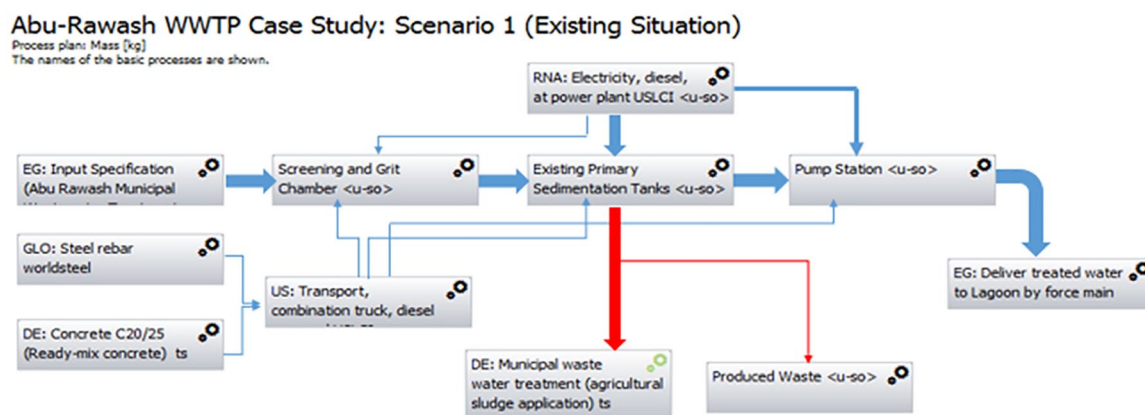 Abu-Rawash WWTP Case Study: Scenario 1 (Existing Situation)
Process plan: Mass [kg]
The names of the basic processes are shown.
RNA: Electricity, diesel,
at power plant USLCI <u-so>
EG: Input Specification
(Abu Rawash Municipal
Screening and Grit
Chamber <u-so>
Existing Primary
Sedimentation Tanks <u-so>
Pump Station <u-so>
GLO: Steel rebar
worldsteel
US: Transport,
combination truck, diesel
EG: Deliver treated water
to Lagoon by force main
DE: Concrete C20/25
(Ready-mix concrete) ts
DE: Municipal waste
water treatment (agricultural
sludge application) ts
Produced Waste <u-so>